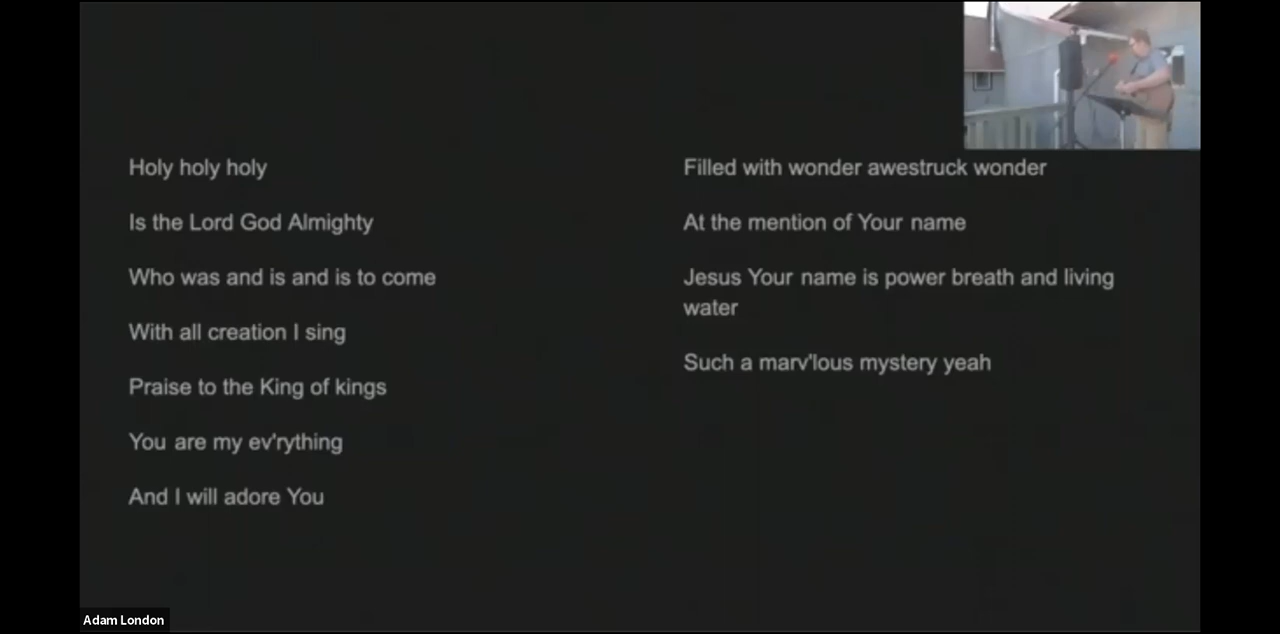 Holy holy holy
Is the Lord God Almighty
Who was and is and is to come
With all creation I sing
Praise to the King of kings
You are my ev'rything
And I will adore You
Filled with wonder awestruck wonder
At the mention of Your name
Jesus Your name is power breath and living
water
Such a marv'lous mystery yeah
Adam London